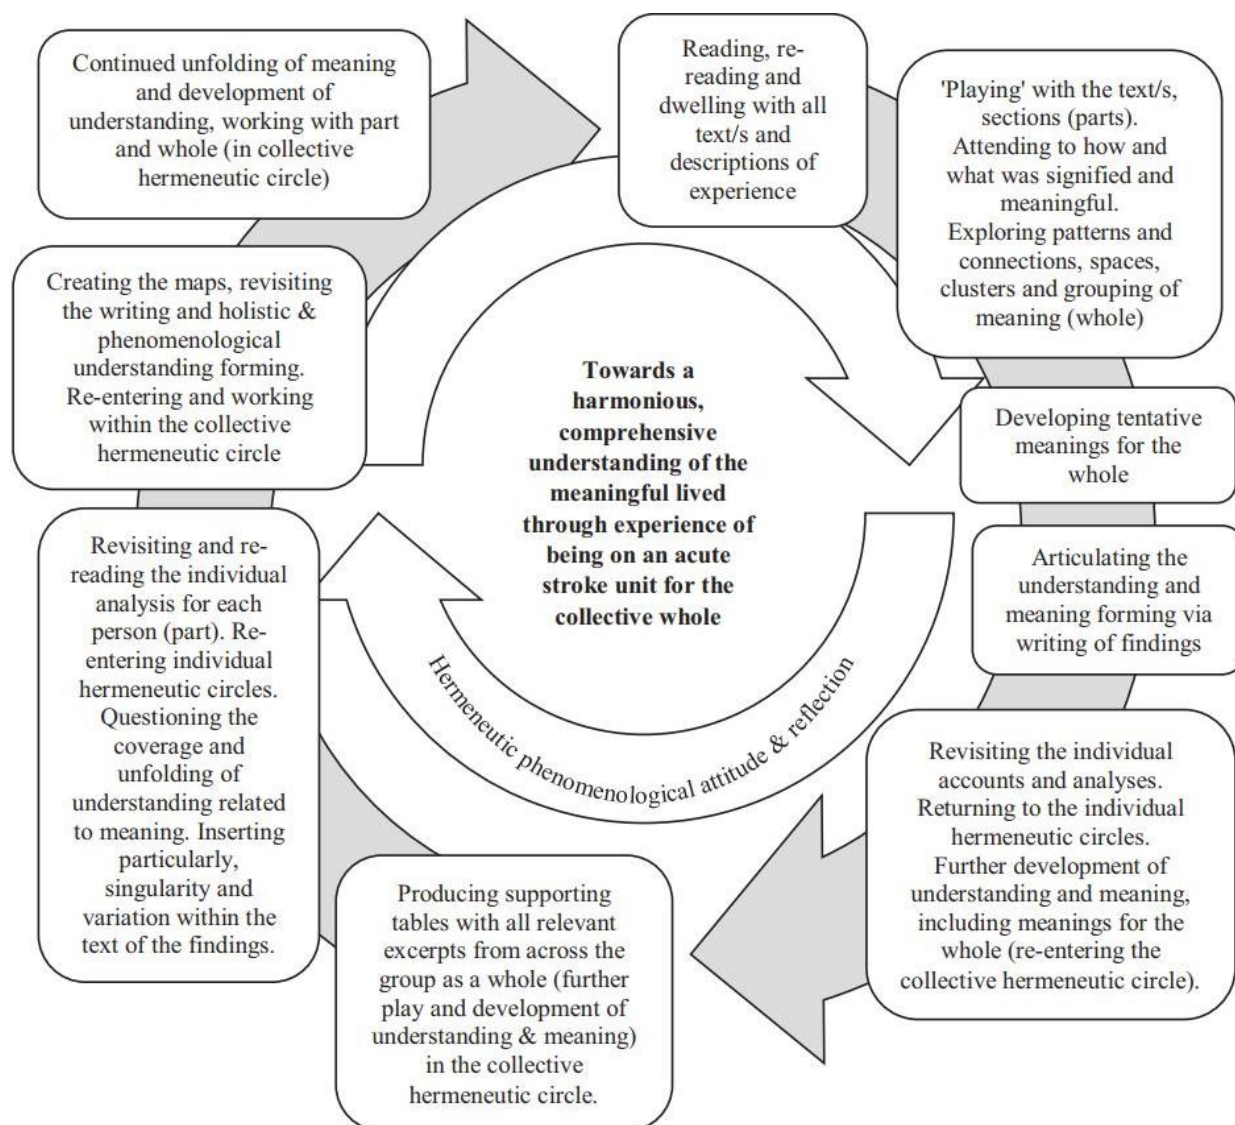 Continued unfolding of meaning
and development of
understanding, working with part
and whole (in collective
hermeneutic circle)
Reading, re-
reading and
dwelling with all
text/s and
descriptions of
experience
'Playing' with the text/s,
sections (parts).
Attending to how and
what was signified and
meaningful.
Exploring patterns and
connections, spaces,
clusters and grouping of
meaning (whole)
Developing tentative
meanings for the
whole
Articulating the
understanding and
meaning forming via
writing of findings
Revisiting the individual
accounts and analyses.
Returning to the individual
hermeneutic circles.
Further development of
understanding and meaning,
including meanings for the
whole (re-entering the
collective hermeneutic circle).
Producing supporting
tables with all relevant
excerpts from across the
group as a whole (further
play and development of
understanding & meaning)
in the collective
hermeneutic circle.
Revisiting and re-
reading the individual
analysis for each
person (part). Re-
entering individual
hermeneutic circles.
Questioning the
coverage and
unfolding of
understanding related
to meaning. Inserting
particularly,
singularity and
variation within the
text of the findings.
Creating the maps, revisiting
the writing and holistic &
phenomenological
understanding forming.
Re-entering and working
within the collective
hermeneutic circle
Towards a
harmonious,
comprehensive
understanding of the
meaningful lived
through experience of
being on an acute
stroke unit for the
collective whole
Hermeneutic phenomenological attitude & reflection